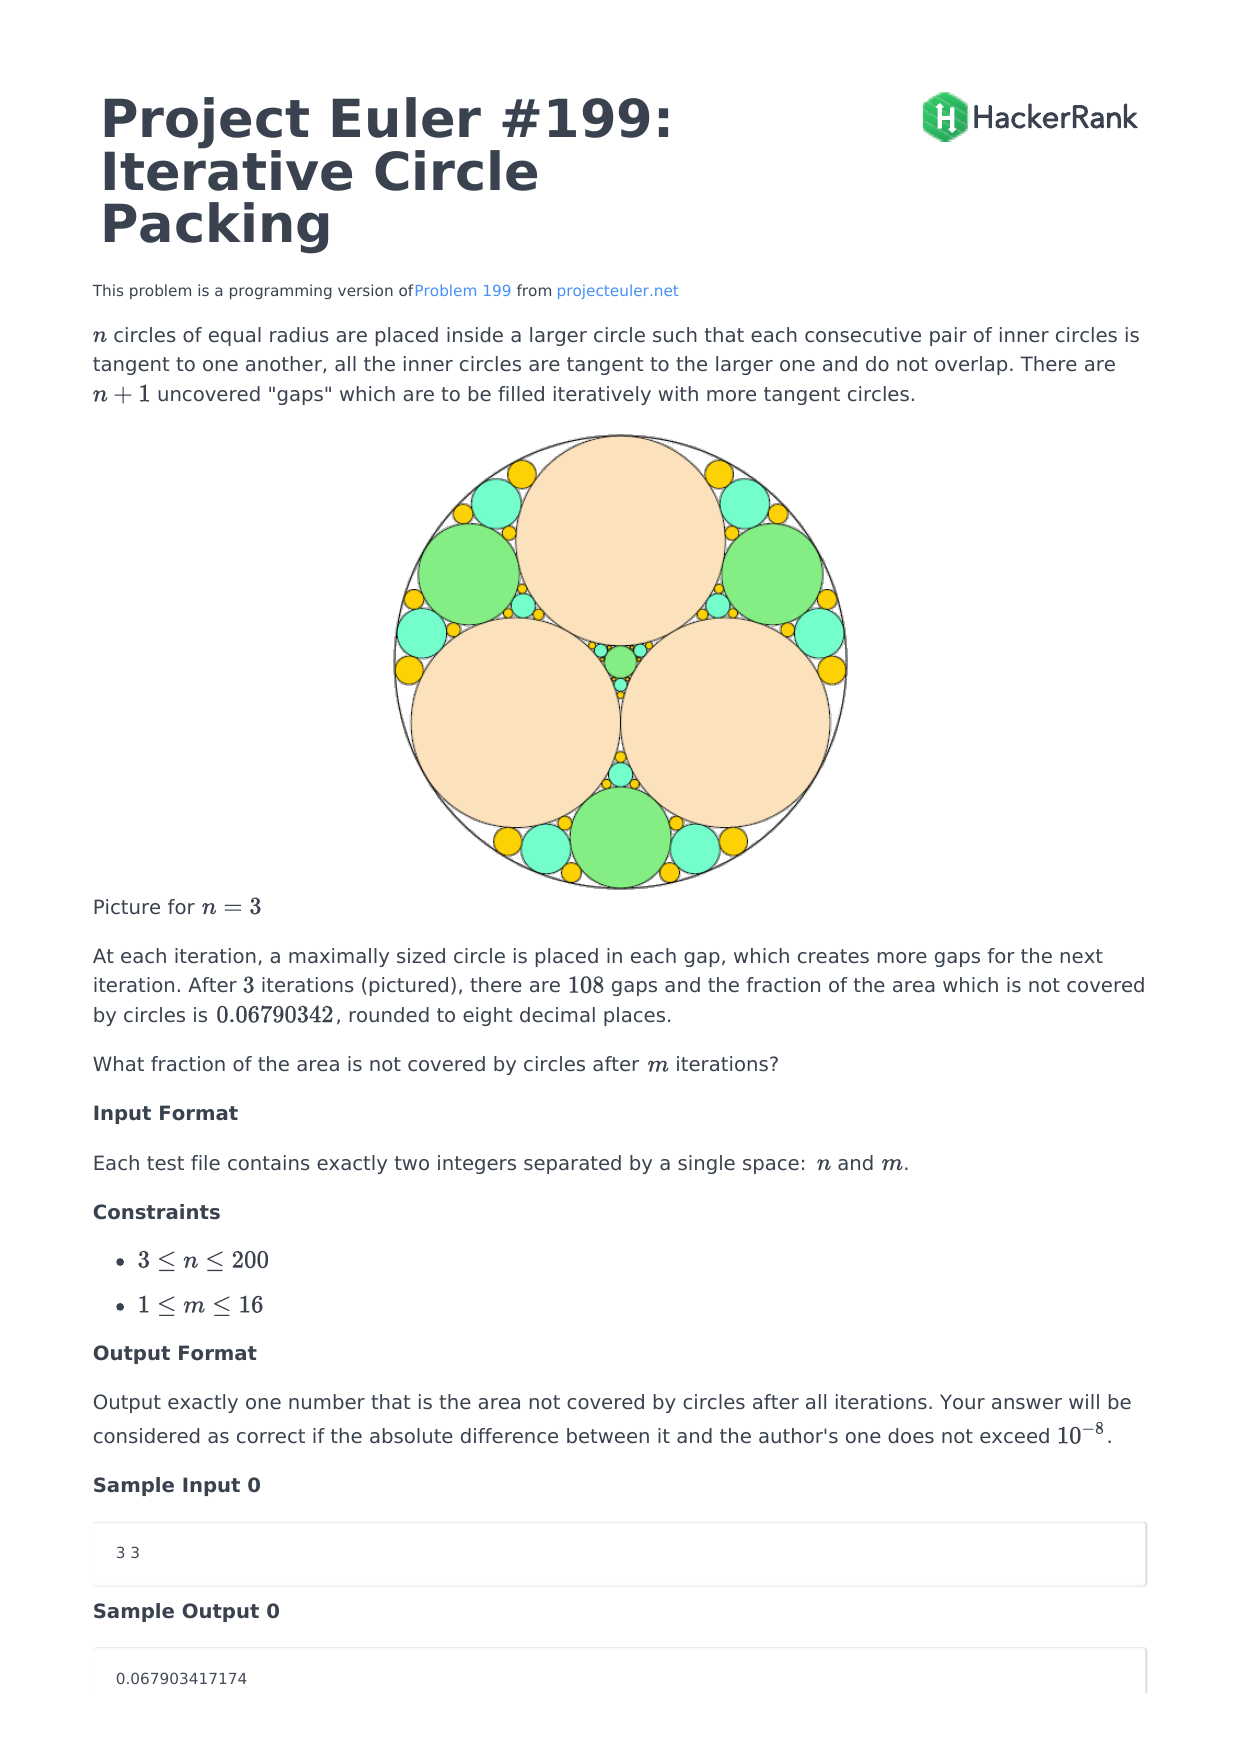 Project Euler #199:
Iterative Circle
Packing
HackerRank
This problem is a programming version ofProblem 199 from projecteuler.net
n circles of equal radius are placed inside a larger circle such that each consecutive pair of inner circles is
tangent to one another, all the inner circles are tangent to the larger one and do not overlap. There are
n + 1 uncovered "gaps" which are to be filled iteratively with more tangent circles.
Picture for n = 3
At each iteration, a maximally sized circle is placed in each gap, which creates more gaps for the next
iteration. After 3 iterations (pictured), there are 108 gaps and the fraction of the area which is not covered
by circles is 0.06790342, rounded to eight decimal places.
What fraction of the area is not covered by circles after m iterations?
Input Format
Each test file contains exactly two integers separated by a single space: n and m.
Constraints
• 3 ≤ n ≤ 200
• 1 ≤ m ≤ 16
Output Format
Output exactly one number that is the area not covered by circles after all iterations. Your answer will be
considered as correct if the absolute difference between it and the author's one does not exceed 10⁻⁸.
Sample Input 0
3 3
Sample Output 0
0.067903417174